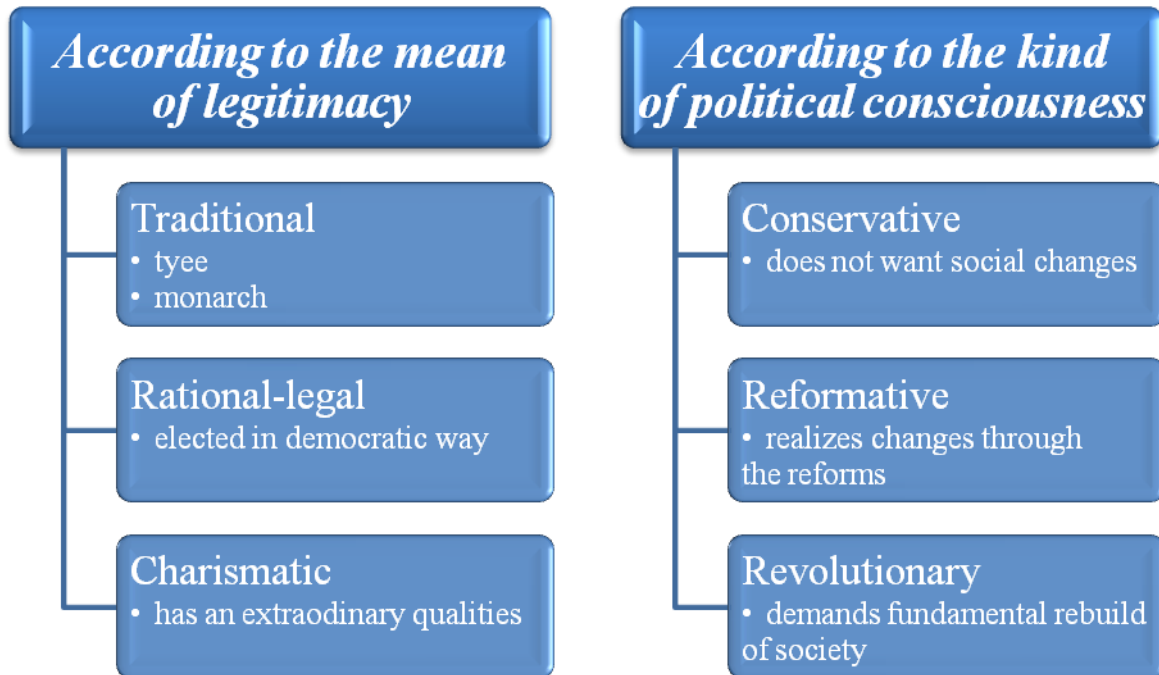 According to the mean
of legitimacy
Traditional
• tyee
• monarch
Rational-legal
• elected in democratic way
Charismatic
• has an extraodinary qualities
According to the kind
of political consciousness
Conservative
• does not want social changes
Reformative
• realizes changes through
the reforms
Revolutionary
• demands fundamental rebuild
of society